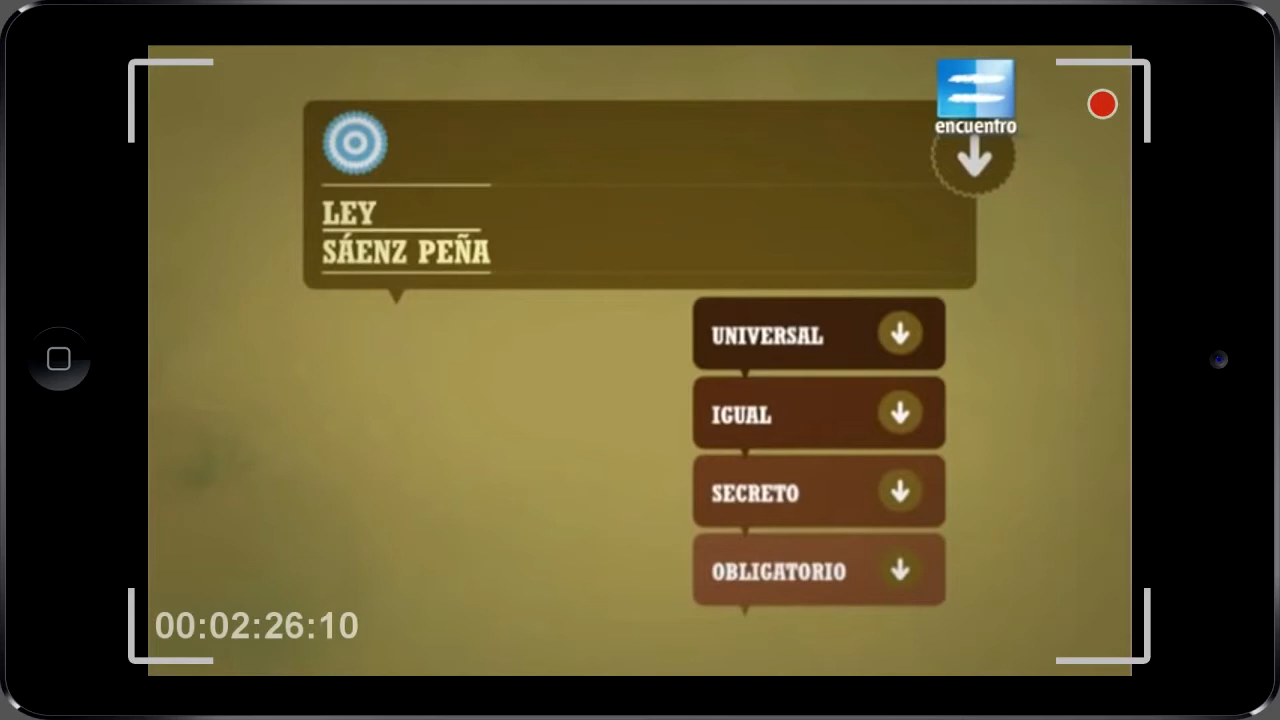 encuentro
LEY
SÁENZ PEÑA
UNIVERSAL
IGUAL
SECRETO
OBLIGATORIO
00:02:26:10